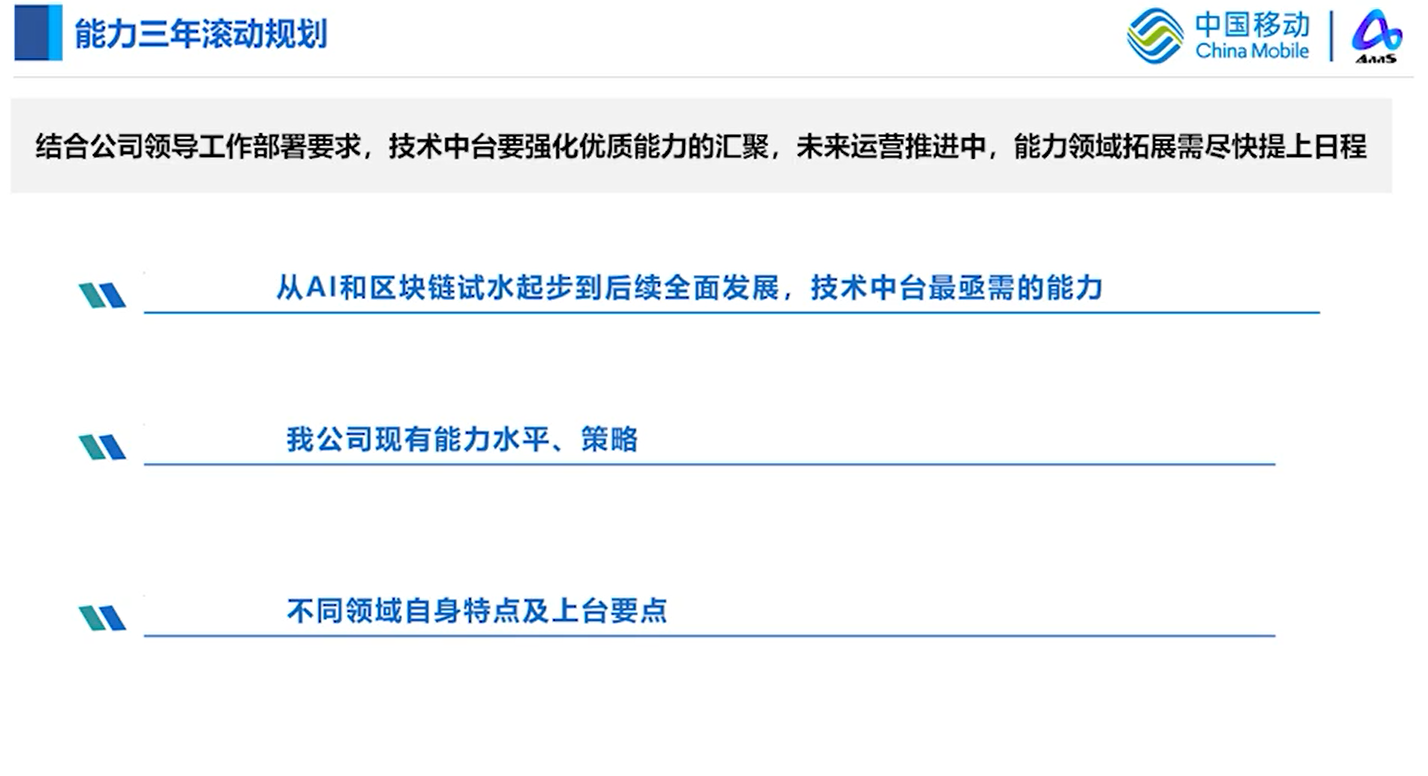 能力三年滚动规划
中国移动
China Mobile
AaaS
结合公司领导工作部署要求，技术中台要强化优质能力的汇聚，未来运营推进中，能力领域拓展需尽快提上日程
从AI和区块链试水起步到后续全面发展，技术中台最亟需的能力
我公司现有能力水平、策略
不同领域自身特点及上台要点